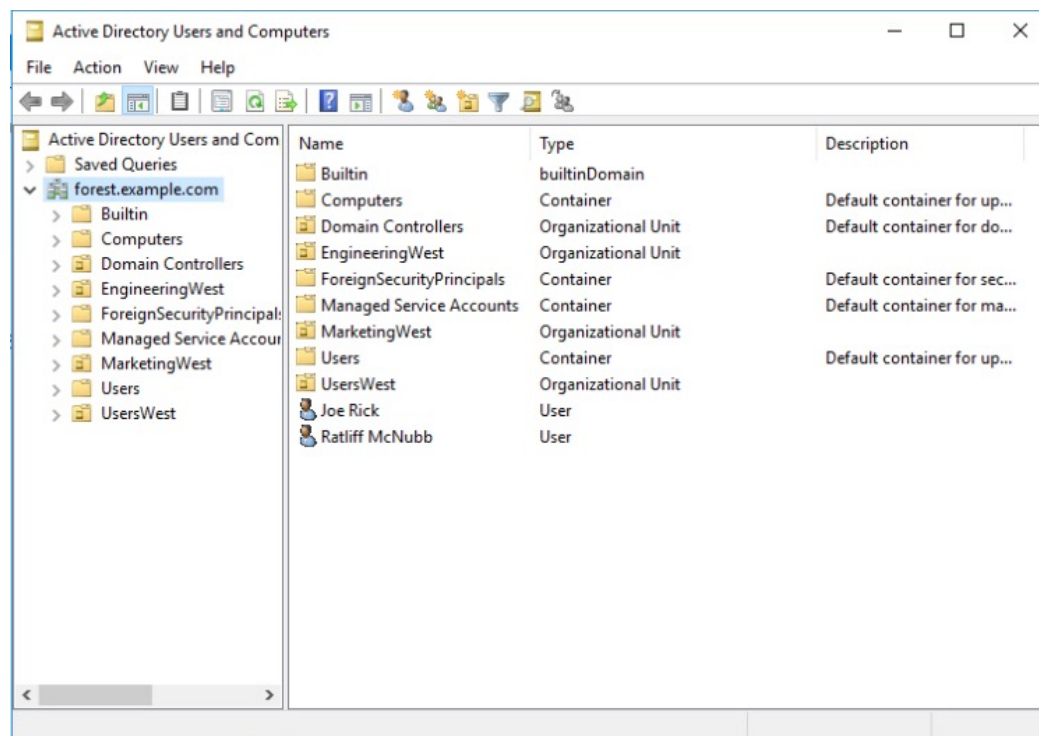 Active Directory Users and Computers
File Action View Help
Active Directory Users and Com
Saved Queries
forest.example.com
Builtin
Computers
Domain Controllers
EngineeringWest
ForeignSecurityPrincipal
Managed Service Accour
MarketingWest
Users
UsersWest
Name Type Description
Builtin builtinDomain
Computers Container Default container for up...
Domain Controllers Organizational Unit Default container for do...
EngineeringWest Organizational Unit
ForeignSecurityPrincipals Container Default container for sec...
Managed Service Accounts Container Default container for ma...
MarketingWest Organizational Unit
Users Container Default container for up...
UsersWest Organizational Unit
Joe Rick User
Ratliff McNubb User